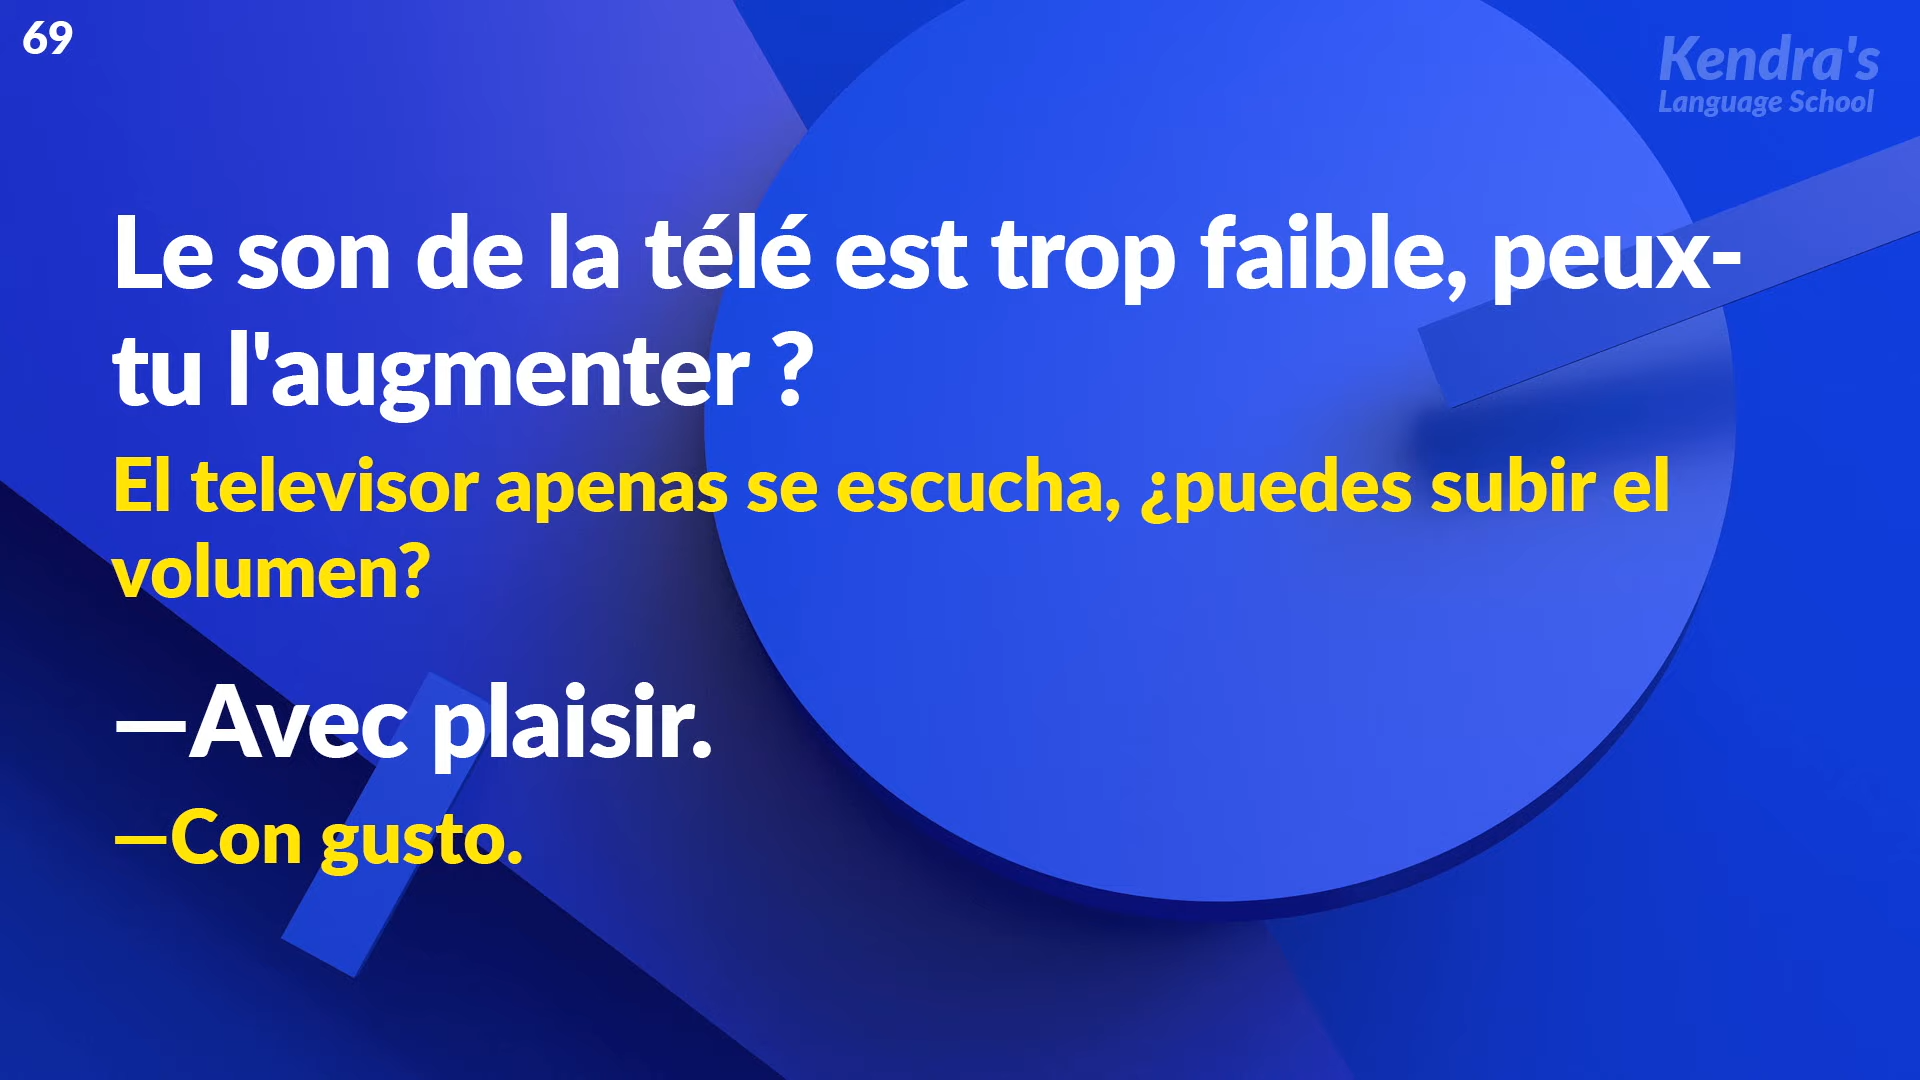 69
Kendra's
Language School
Le son de la télé est trop faible, peux-
tu l'augmenter ?
El televisor apenas se escucha, ¿puedes subir el
volumen?
—Avec plaisir.
—Con gusto.